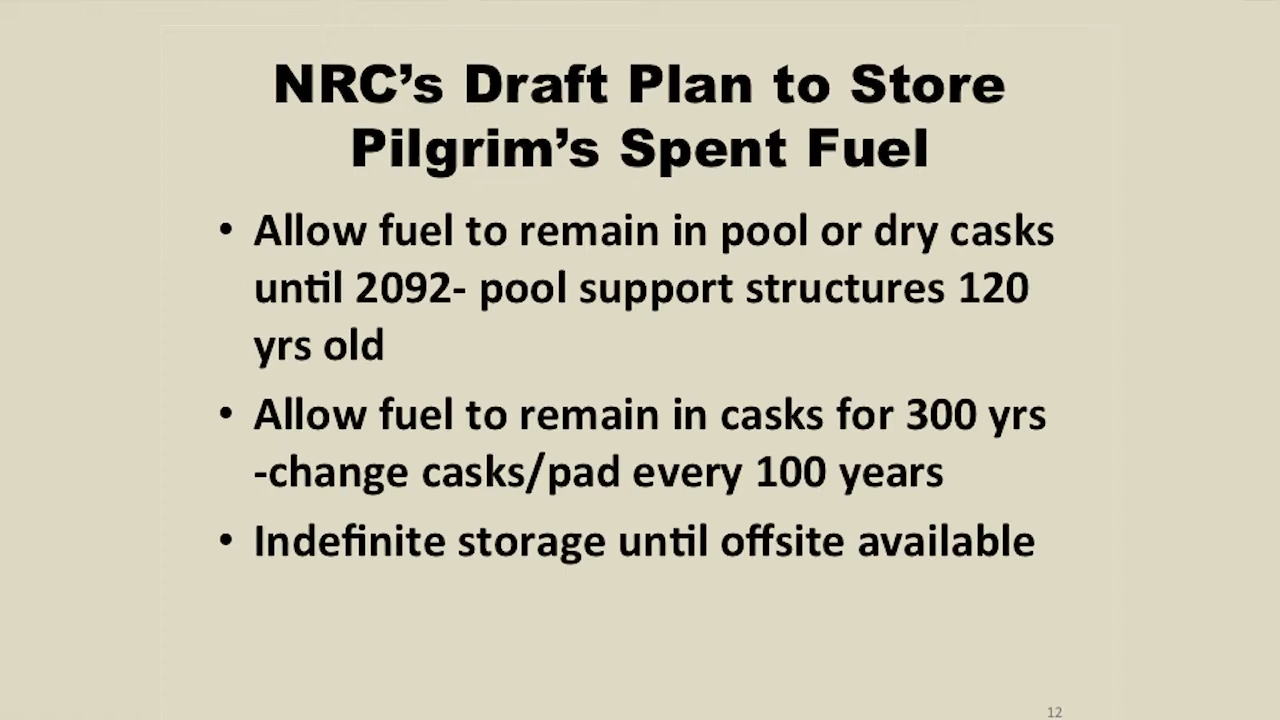 NRC’s Draft Plan to Store
Pilgrim’s Spent Fuel
• Allow fuel to remain in pool or dry casks
until 2092- pool support structures 120
yrs old
• Allow fuel to remain in casks for 300 yrs
-change casks/pad every 100 years
• Indefinite storage until offsite available
12